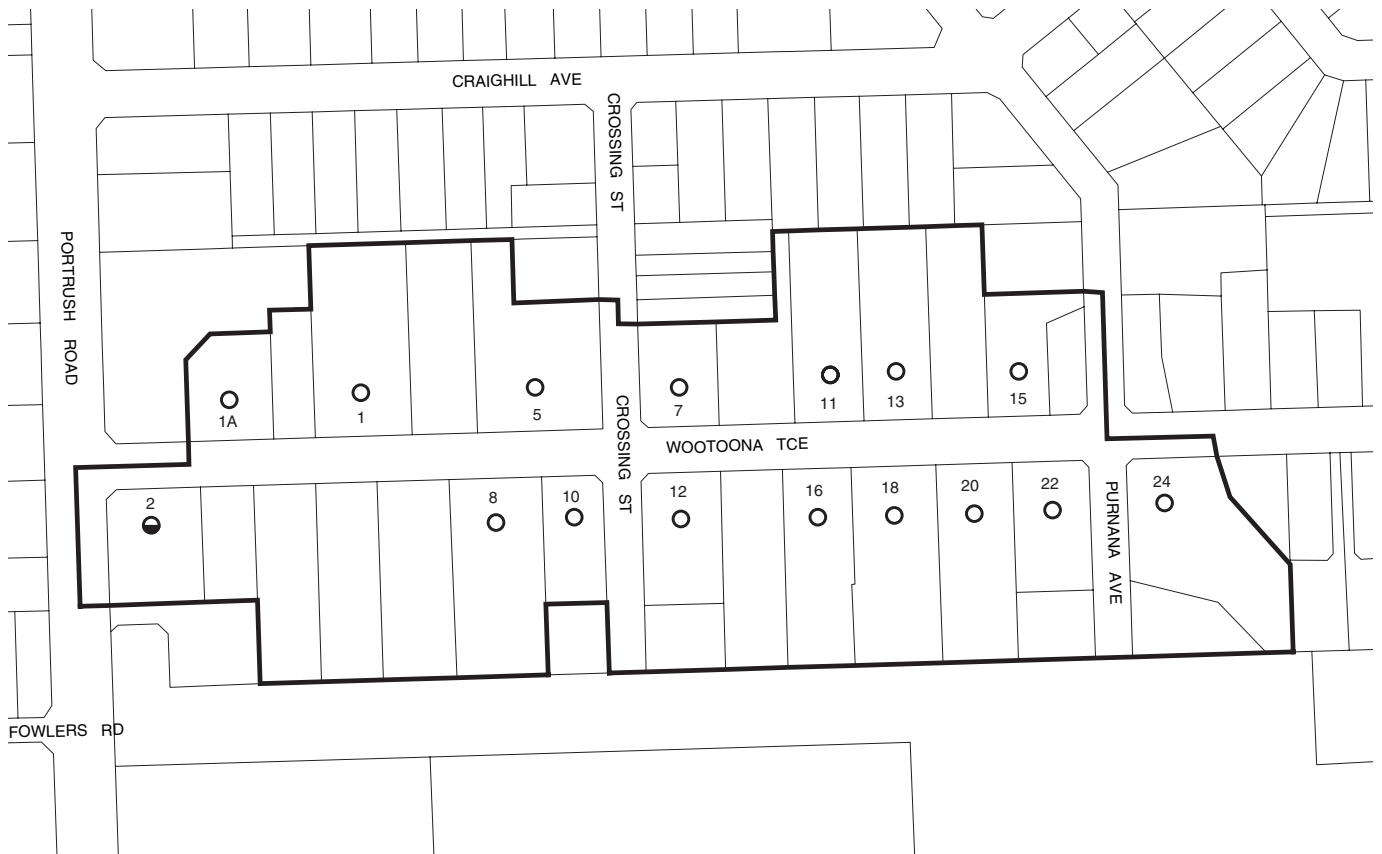 CRAIGHILL AVE
CROSSING ST
PORTRUSH ROAD
1A
1
5
7
11
13
15
CROSSING ST
WOOTOONA TCE
2
8
10
12
16
18
20
22
24
PURNANA AVE
FOWLERS RD